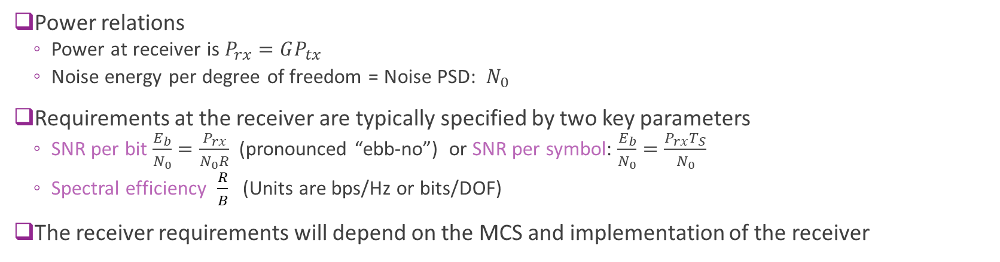 ❑Power relations
◦ Power at receiver is $P_{rx} = GP_{tx}$
◦ Noise energy per degree of freedom = Noise PSD: $N_0$
❑Requirements at the receiver are typically specified by two key parameters
◦ SNR per bit $\frac{E_b}{N_0} = \frac{P_{rx}}{N_0 R}$ (pronounced “ebb-no”) or SNR per symbol: $\frac{E_b}{N_0} = \frac{P_{rx}T_S}{N_0}$
◦ Spectral efficiency $\frac{R}{B}$ (Units are bps/Hz or bits/DOF)
❑The receiver requirements will depend on the MCS and implementation of the receiver